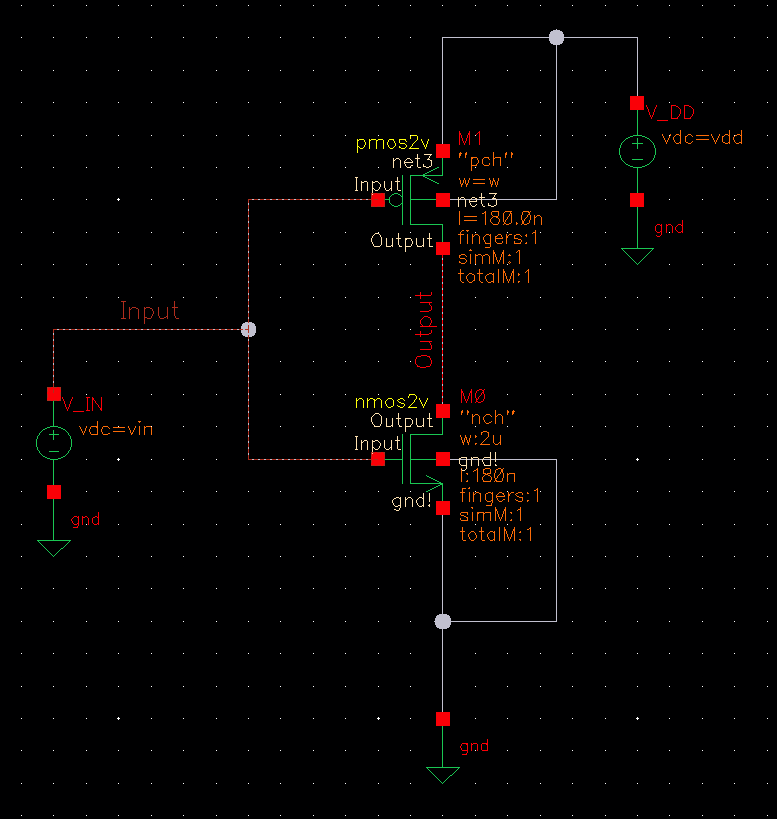 V_DD
vdc=vdd
gnd
pmos2v
net3
Input
Output
M1
"pch"
w=w
net3
l=180.0n
fingers:1
simM:1
totalM:1
Input
Output
V_IN
vdc=vin
gnd
nmos2v
Output
Input
gnd!
M0
"nch"
w:2u
gnd!
l:180n
fingers:1
simM:1
totalM:1
gnd